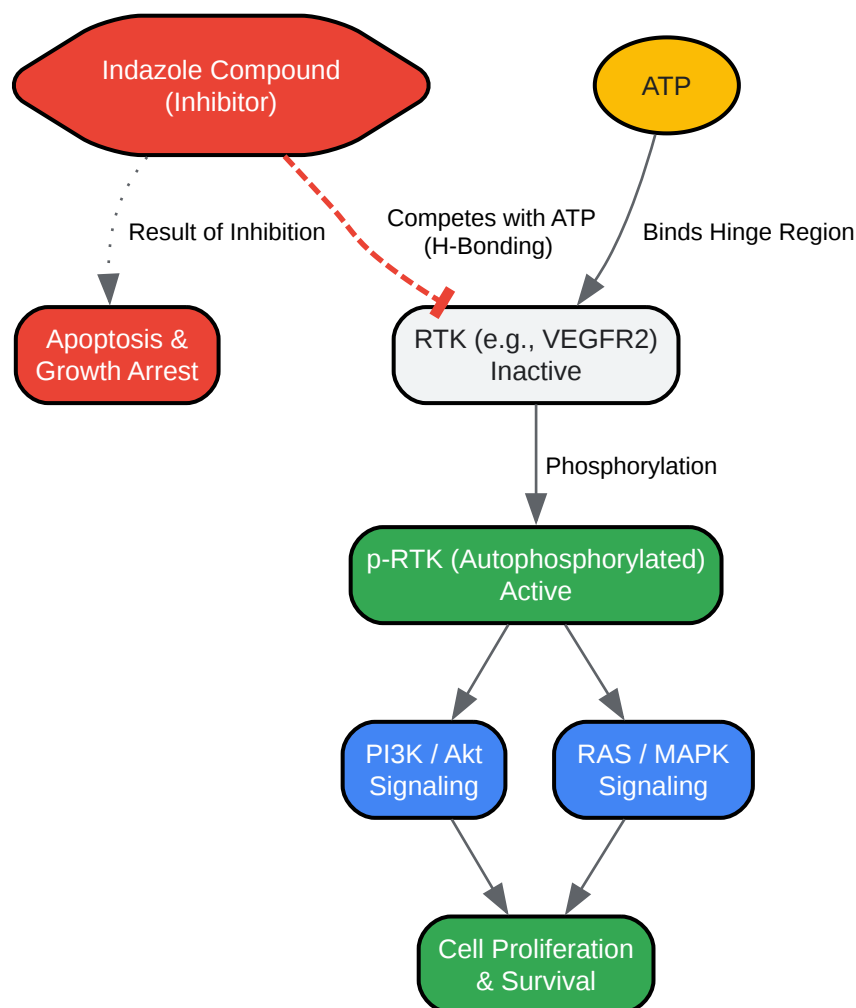 Indazole Compound
(Inhibitor)
ATP
Result of Inhibition
Competes with ATP
(H-Bonding)
Binds Hinge Region
Apoptosis &
Growth Arrest
RTK (e.g., VEGFR2)
Inactive
Phosphorylation
p-RTK (Autophosphorylated)
Active
PI3K / Akt
Signaling
RAS / MAPK
Signaling
Cell Proliferation
& Survival